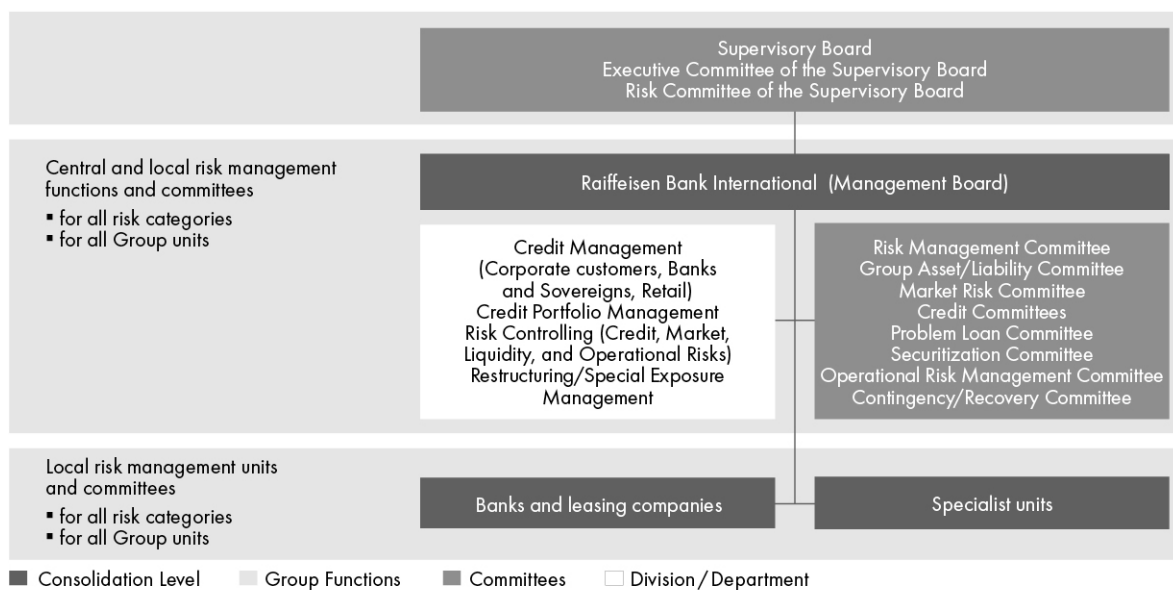 Supervisory Board
Executive Committee of the Supervisory Board
Risk Committee of the Supervisory Board
Central and local risk management
functions and committees
▪ for all risk categories
▪ for all Group units
Raiffeisen Bank International (Management Board)
Credit Management
(Corporate customers, Banks
and Sovereigns, Retail)
Credit Portfolio Management
Risk Controlling (Credit, Market,
Liquidity, and Operational Risks)
Restructuring/Special Exposure
Management
Risk Management Committee
Group Asset/Liability Committee
Market Risk Committee
Credit Committees
Problem Loan Committee
Securitization Committee
Operational Risk Management Committee
Contingency/Recovery Committee
Local risk management units
and committees
▪ for all risk categories
▪ for all Group units
Banks and leasing companies
Specialist units
Consolidation Level
Group Functions
Committees
Division/Department